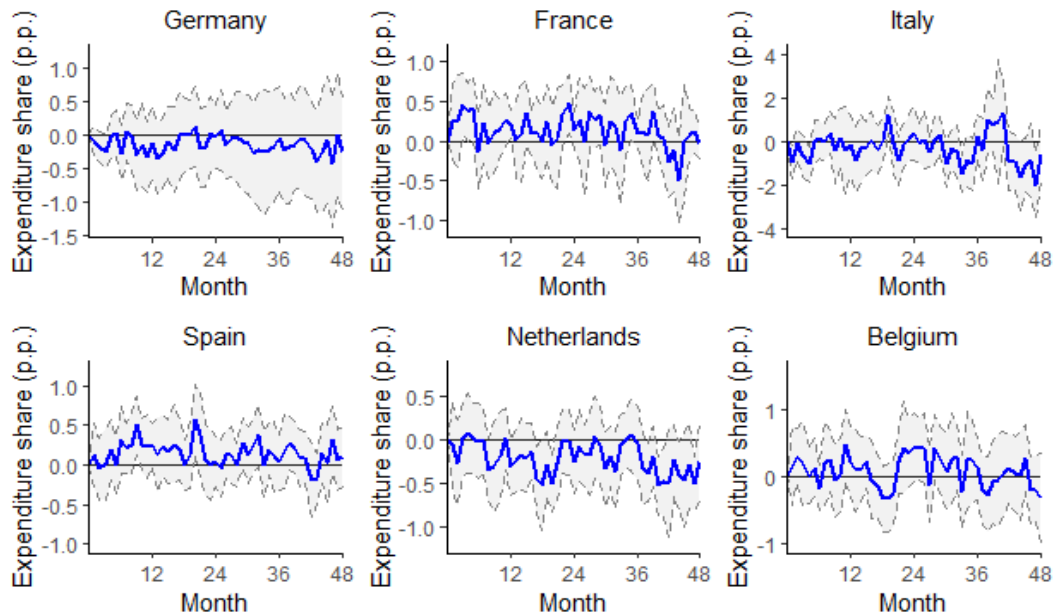 Germany
Expenditure share (p.p.)
1.0
0.5
0.0
-0.5
-1.0
-1.5
12 24 36 48
Month
France
Expenditure share (p.p.)
1.0
0.5
0.0
-0.5
-1.0
12 24 36 48
Month
Italy
Expenditure share (p.p.)
4
2
0
-2
-4
12 24 36 48
Month
Spain
Expenditure share (p.p.)
1.0
0.5
0.0
-0.5
-1.0
12 24 36 48
Month
Netherlands
Expenditure share (p.p.)
0.5
0.0
-0.5
-1.0
12 24 36 48
Month
Belgium
Expenditure share (p.p.)
1
0
-1
12 24 36 48
Month